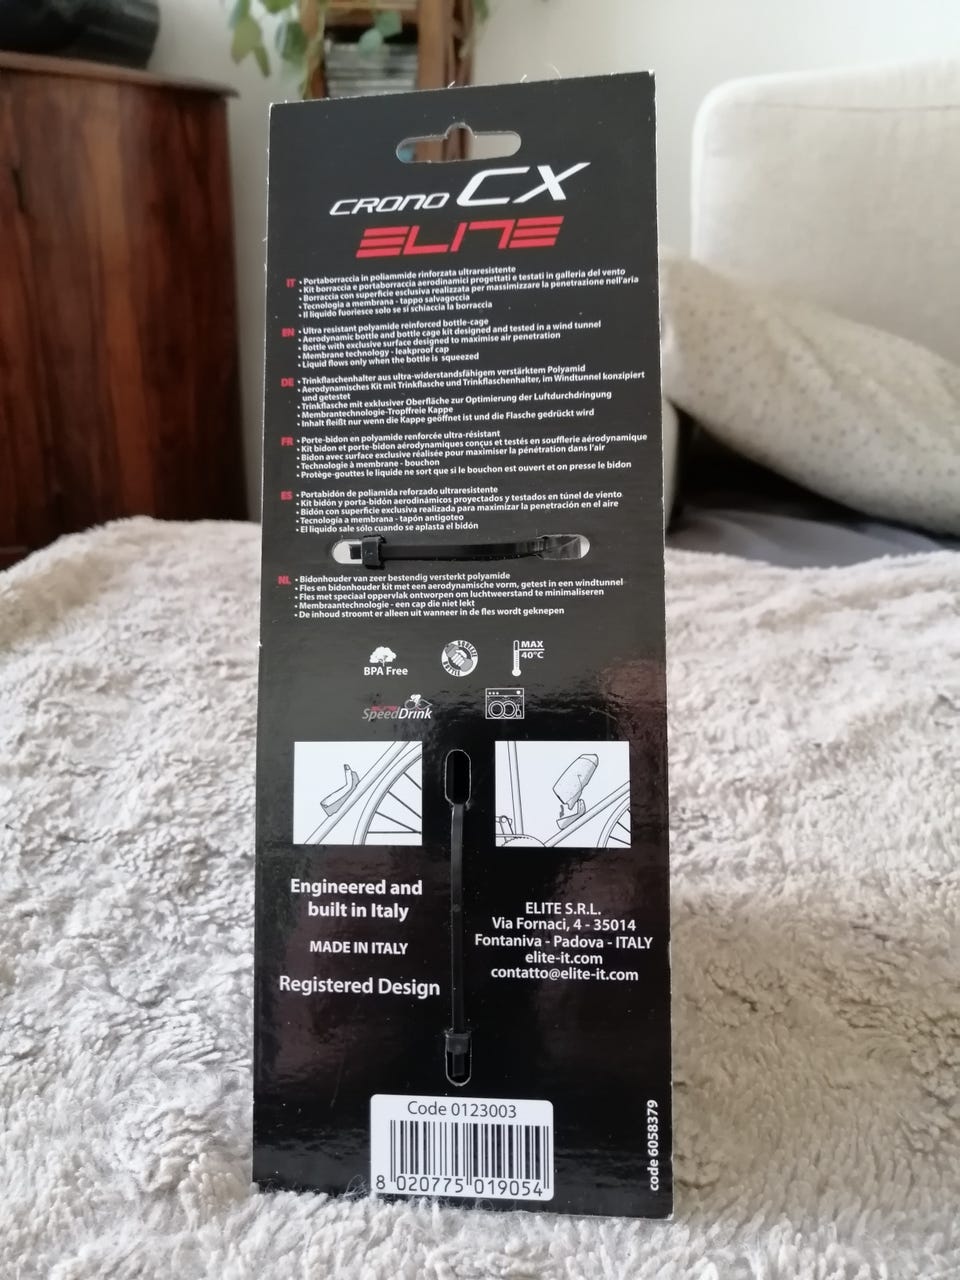 CRONO CX
ELITE
IT • Portaborraccia in poliammide rinforzata ultraresistente
• Kit borraccia e portaborraccia aerodinamici progettati e testati in galleria del vento
• Borraccia con superficie esclusiva realizzata per massimizzare la penetrazione nell'aria
• Tecnologia a membrana - tappo salvagoccia
• Il liquido fuoriesce solo se si schiaccia la borraccia
EN • Ultra resistant polyamide reinforced bottle-cage
• Aerodynamic bottle and bottle cage kit designed and tested in a wind tunnel
• Bottle with exclusive surface designed to maximise air penetration
• Membrane technology - leakproof cap
• Liquid flows only when the bottle is squeezed
DE • Trinkflaschenhalter aus ultra-widerstandsfähigem verstärktem Polyamid
• Aerodynamisches Kit mit Trinkflasche und Trinkflaschenhalter, im Windtunnel konzipiert
und getestet
• Trinkflasche mit exklusiver Oberfläche zur Optimierung der Luftdurchdringung
• Membrantechnologie-Tropffreie Kappe
• Inhalt fleißt nur wenn die Kappe geöffnet ist und die Flasche gedrückt wird
FR • Porte-bidon en polyamide renforcée ultra-résistant
• Kit bidon et porte-bidon aérodynamiques conçus et testés en soufflerie aérodynamique
• Bidon avec surface exclusive réalisée pour maximiser la pénétration dans l'air
• Technologie à membrane - bouchon
• Protège-gouttes le liquide ne sort que si le bouchon est ouvert et on presse le bidon
ES • Portabidón de poliamida reforzado ultraresistente
• Kit bidón y porta-bidón aerodinámicos proyectados y testados en túnel de viento
• Bidón con superficie exclusiva realizada para maximizar la penetración en el aire
• Tecnología a membrana - tapón antigoteo
• El liquido sale sólo cuando se aplasta el bidón
NL • Bidonhouder van zeer bestendig versterkt polyamide
• Fles en bidonhouder kit met een aerodynamische vorm, getest in een windtunnel
• Fles met speciaal oppervlak ontworpen om luchtweerstand te minimaliseren
• Membraantechnologie - een cap die niet lekt
• De inhoud stroomt er alleen uit wanneer in de fles wordt geknepen
BPA Free
SQUEEZE BOTTLE
MAX
40°C
ELITE
SpeedDrink
Engineered and
built in Italy
MADE IN ITALY
Registered Design
ELITE S.R.L.
Via Fornaci, 4 - 35014
Fontaniva - Padova - ITALY
elite-it.com
contatto@elite-it.com
Code 0123003
8 020775 019054
code 6058379